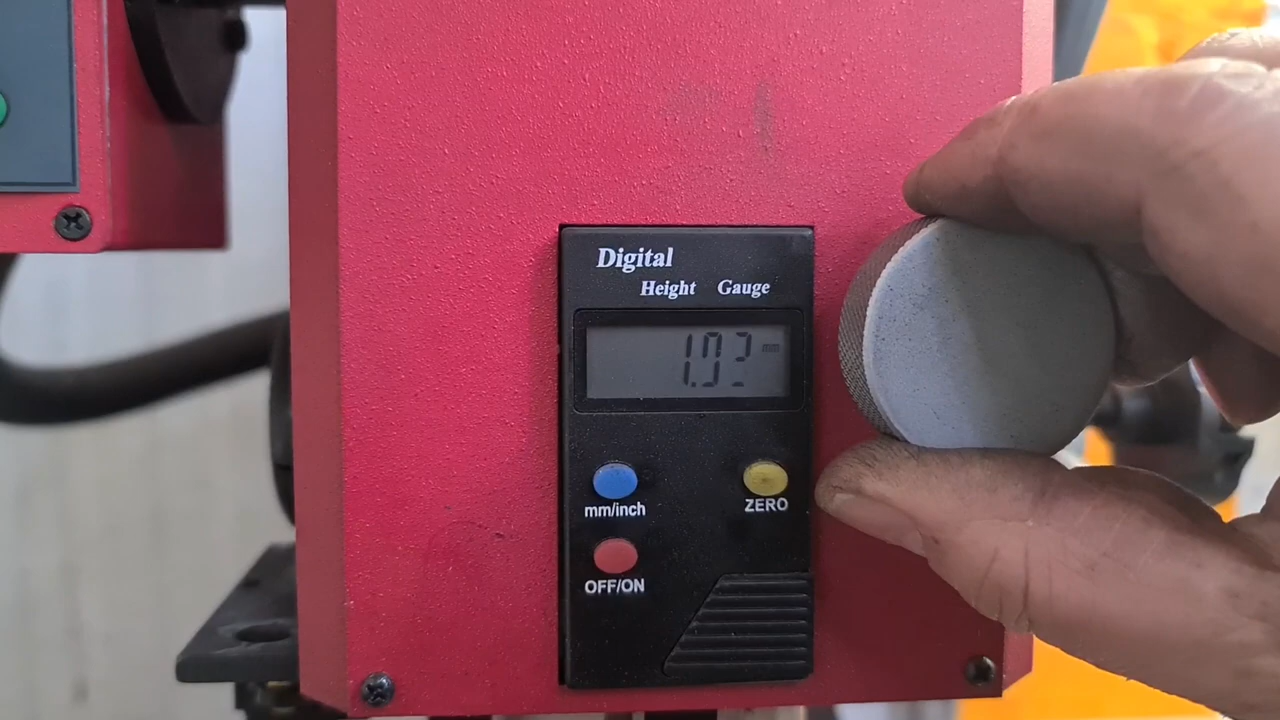 Digital
Height Gauge
1.02 mm
mm/inch
ZERO
OFF/ON